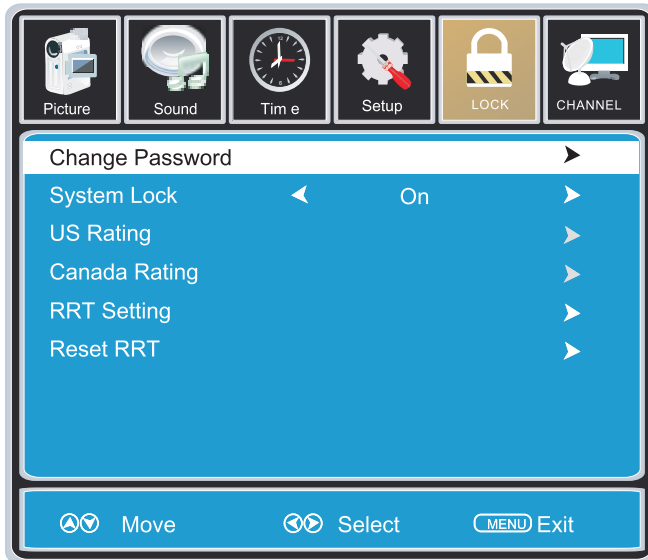 Picture Sound Tim e Setup LOCK CHANNEL
Change Password
System Lock On
US Rating
Canada Rating
RRT Setting
Reset RRT
Move Select MENU Exit